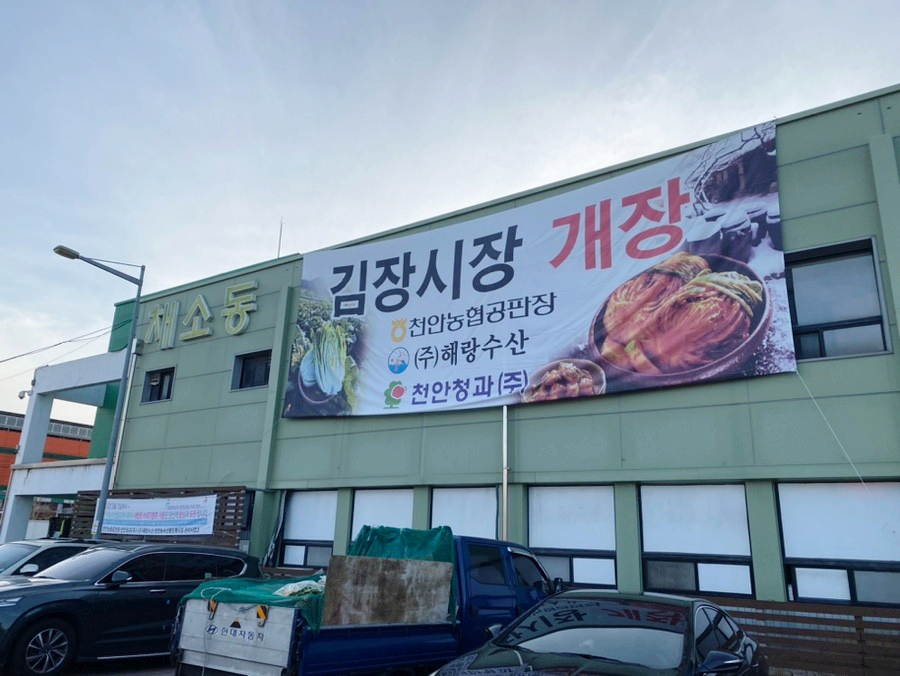 채소동
김장시장 개장
천안농협공판장
(주)해랑수산
천안청과(주)
현대자동차